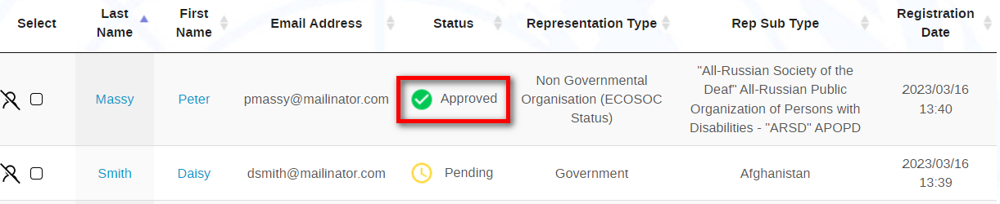 Select
Last Name
First Name
Email Address
Status
Representation Type
Rep Sub Type
Registration Date
Massy
Peter
pmassy@mailinator.com
Approved
Non Governmental
Organisation (ECOSOC
Status)
"All-Russian Society of the
Deaf" All-Russian Public
Organization of Persons with
Disabilities - "ARSD" APOPD
2023/03/16
13:40
Smith
Daisy
dsmith@mailinator.com
Pending
Government
Afghanistan
2023/03/16
13:39